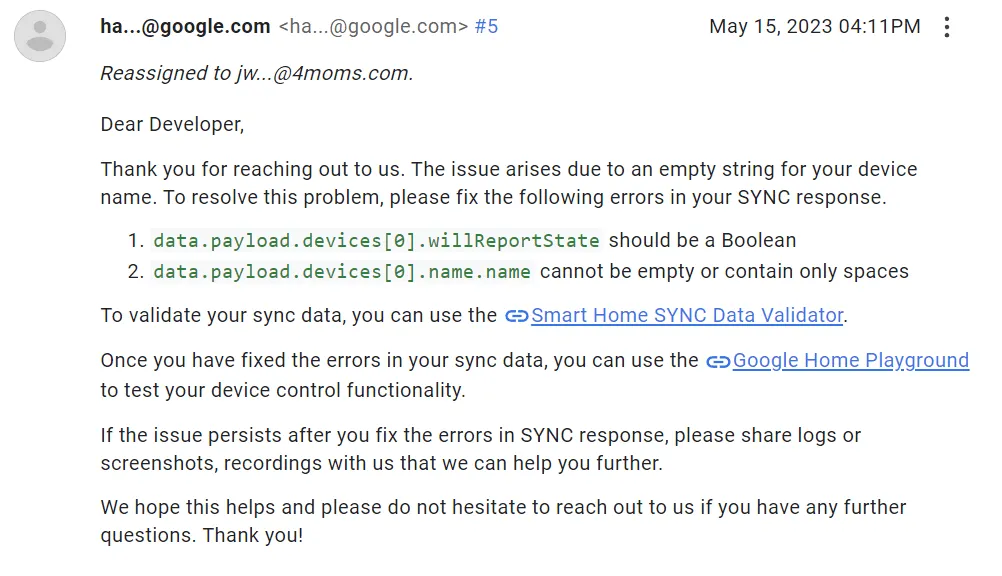 ha...@google.com <ha...@google.com> #5 May 15, 2023 04:11PM
Reassigned to jw...@4moms.com.
Dear Developer,
Thank you for reaching out to us. The issue arises due to an empty string for your device
name. To resolve this problem, please fix the following errors in your SYNC response.
1. data.payload.devices[0].willReportState should be a Boolean
2. data.payload.devices[0].name.name cannot be empty or contain only spaces
To validate your sync data, you can use the Smart Home SYNC Data Validator.
Once you have fixed the errors in your sync data, you can use the Google Home Playground
to test your device control functionality.
If the issue persists after you fix the errors in SYNC response, please share logs or
screenshots, recordings with us that we can help you further.
We hope this helps and please do not hesitate to reach out to us if you have any further
questions. Thank you!